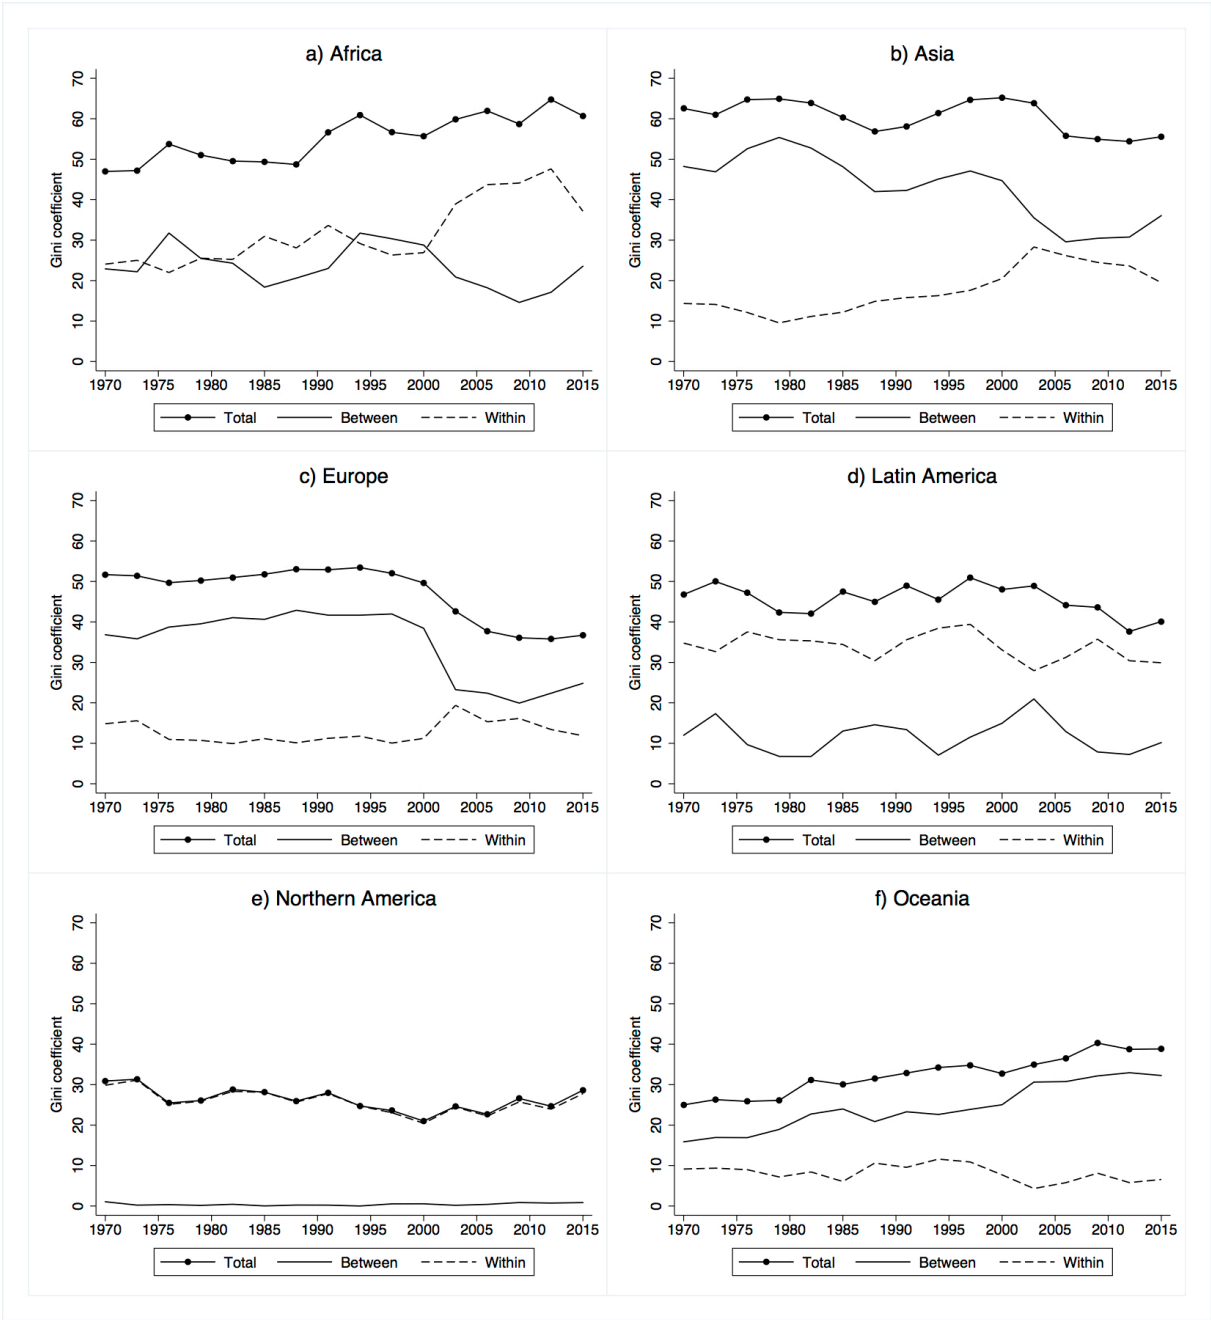 a) Africa
Gini coefficient
70
60
50
40
30
20
10
0
1970 1975 1980 1985 1990 1995 2000 2005 2010 2015
Total Between Within
b) Asia
Gini coefficient
70
60
50
40
30
20
10
0
1970 1975 1980 1985 1990 1995 2000 2005 2010 2015
Total Between Within
c) Europe
Gini coefficient
70
60
50
40
30
20
10
0
1970 1975 1980 1985 1990 1995 2000 2005 2010 2015
Total Between Within
d) Latin America
Gini coefficient
70
60
50
40
30
20
10
0
1970 1975 1980 1985 1990 1995 2000 2005 2010 2015
Total Between Within
e) Northern America
Gini coefficient
70
60
50
40
30
20
10
0
1970 1975 1980 1985 1990 1995 2000 2005 2010 2015
Total Between Within
f) Oceania
Gini coefficient
70
60
50
40
30
20
10
0
1970 1975 1980 1985 1990 1995 2000 2005 2010 2015
Total Between Within